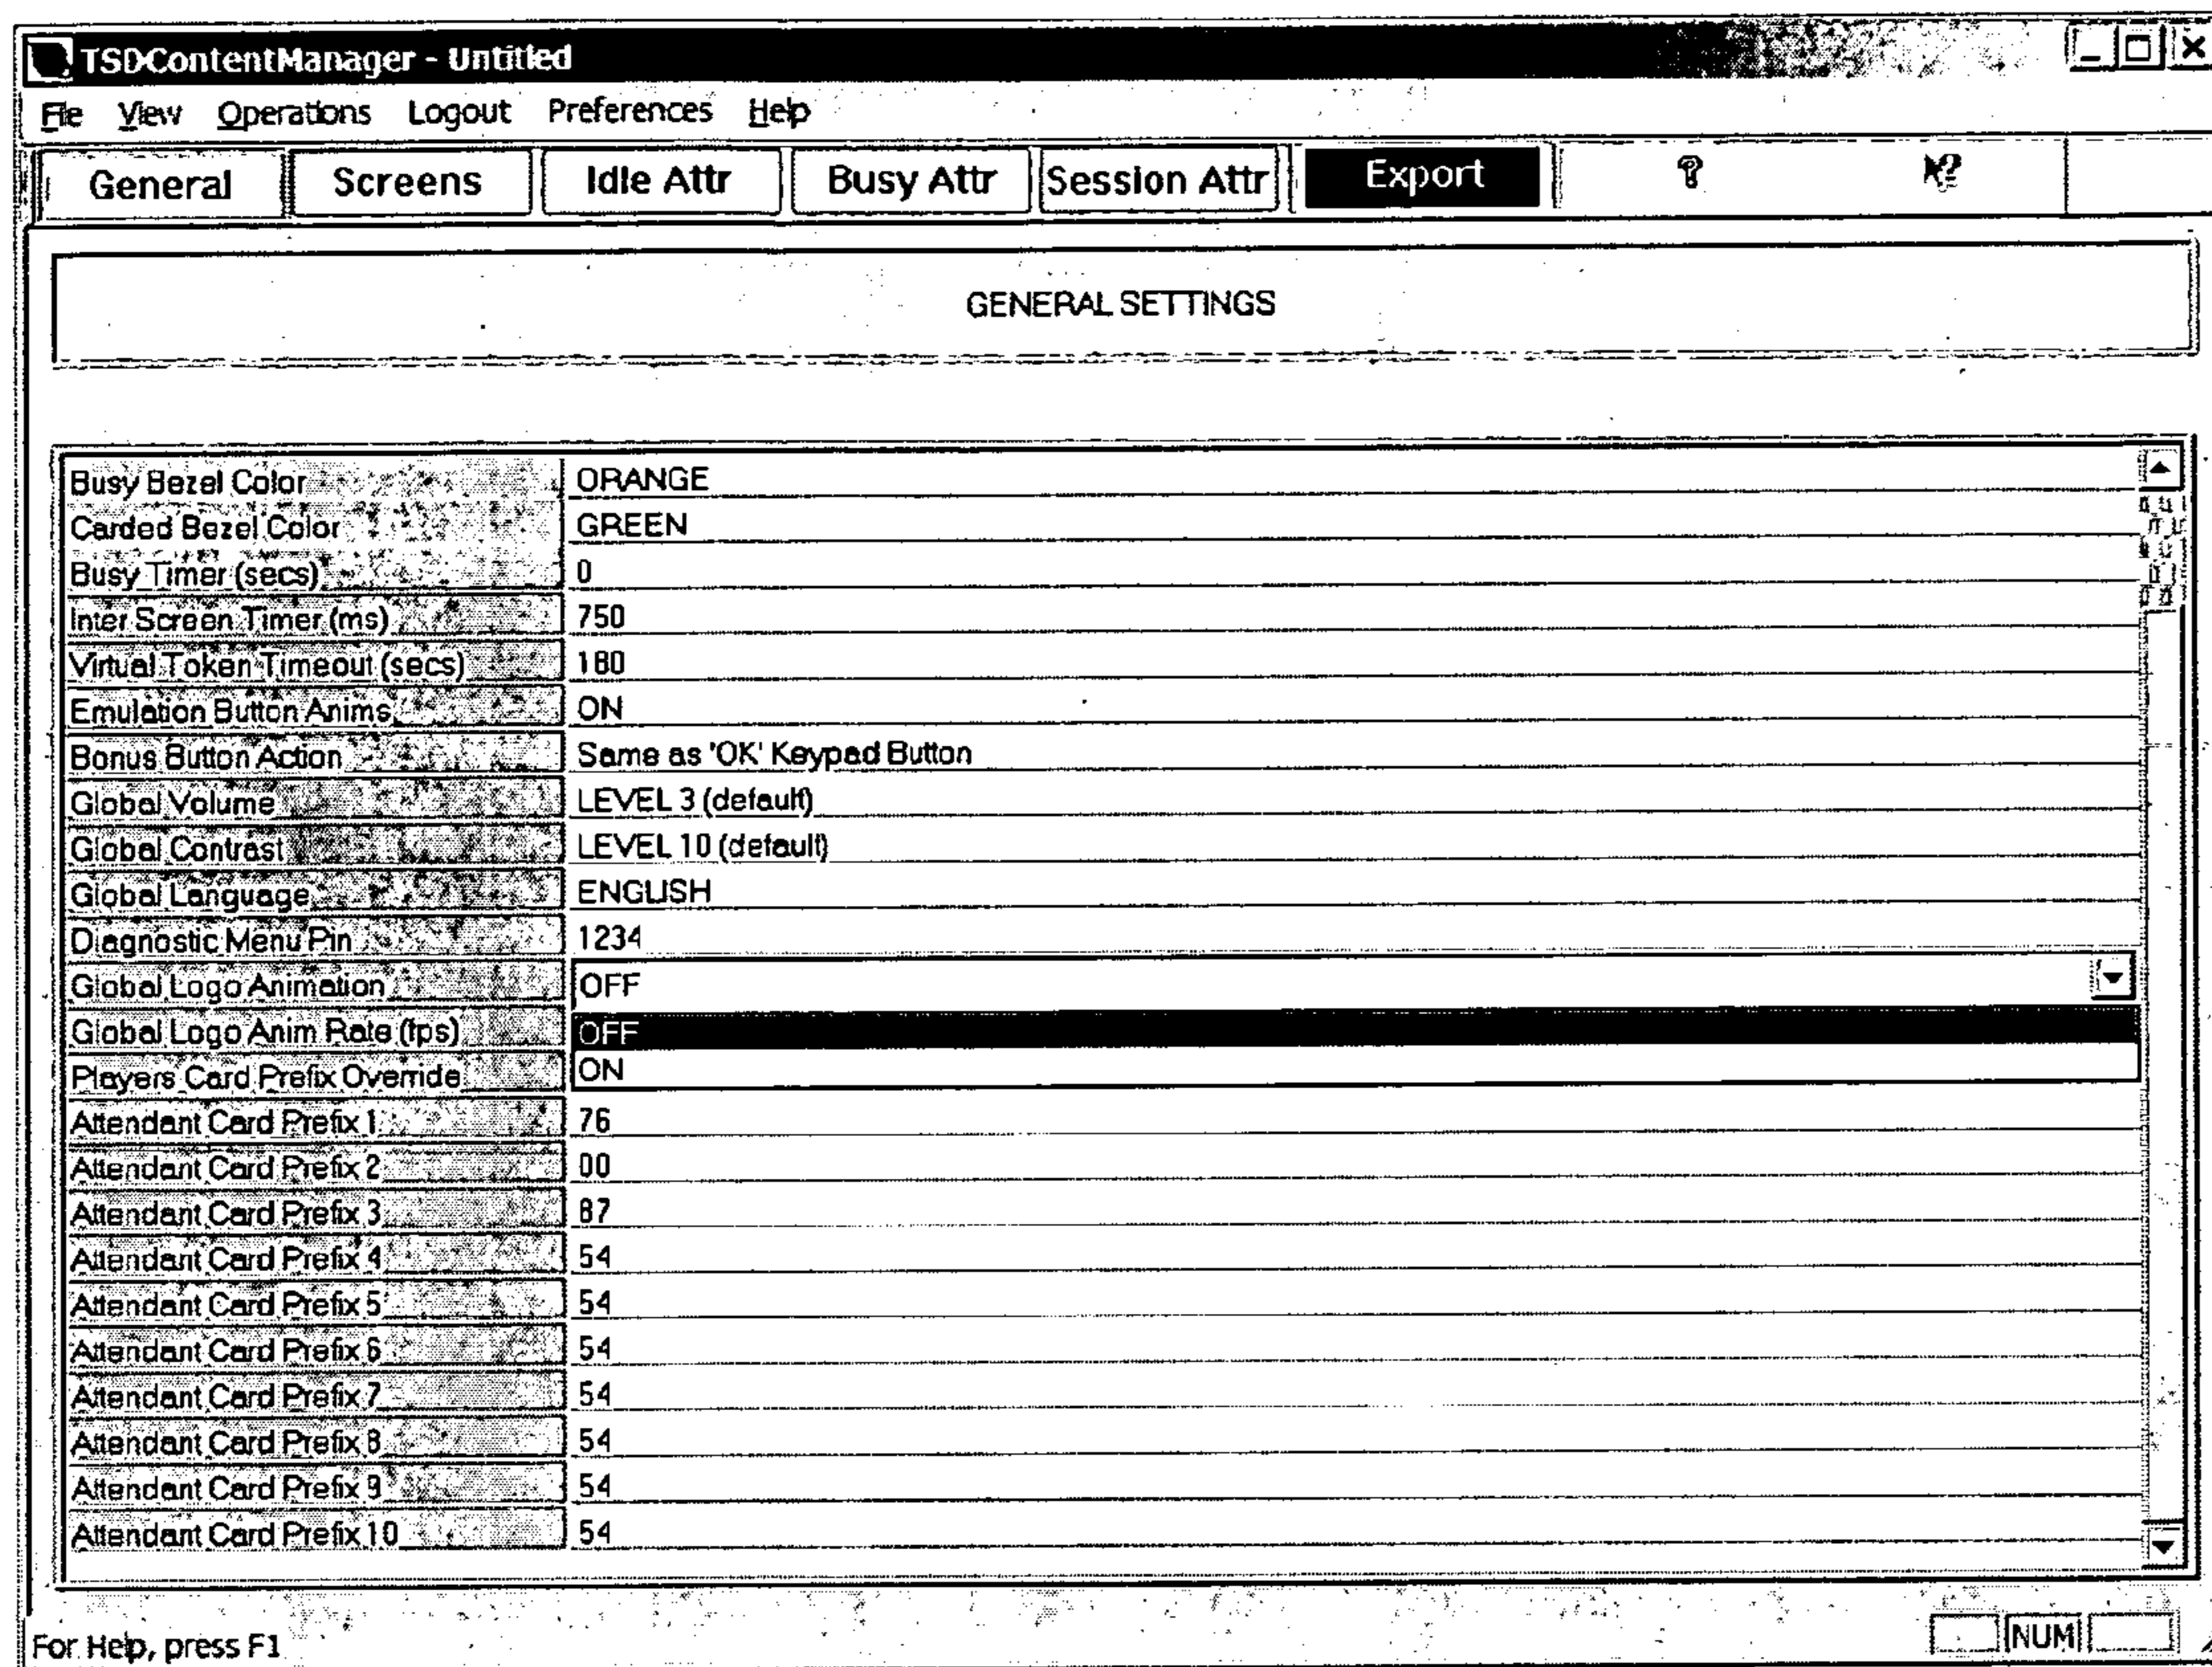 TSDContentManager - Untitled
File View Operations Logout Preferences Help
General Screens Idle Attr Busy Attr Session Attr Export
GENERAL SETTINGS
Busy Bezel Color ORANGE
Carded Bezel Color GREEN
Busy Timer (secs) 0
Inter Screen Timer (ms) 750
Virtual Token Timeout (secs) 180
Emulation Button Anims ON
Bonus Button Action Same as 'OK' Keypad Button
Global Volume LEVEL 3 (default)
Global Contrast LEVEL 10 (default)
Global Language ENGLISH
Diagnostic Menu Pin 1234
Global Logo Animation OFF
Global Logo Anim Rate (fps) OFF
Players Card Prefix Override ON
Attendant Card Prefix 1 76
Attendant Card Prefix 2 00
Attendant Card Prefix 3 87
Attendant Card Prefix 4 54
Attendant Card Prefix 5 54
Attendant Card Prefix 6 54
Attendant Card Prefix 7 54
Attendant Card Prefix 8 54
Attendant Card Prefix 9 54
Attendant Card Prefix 10 54
For Help, press F1 NUM